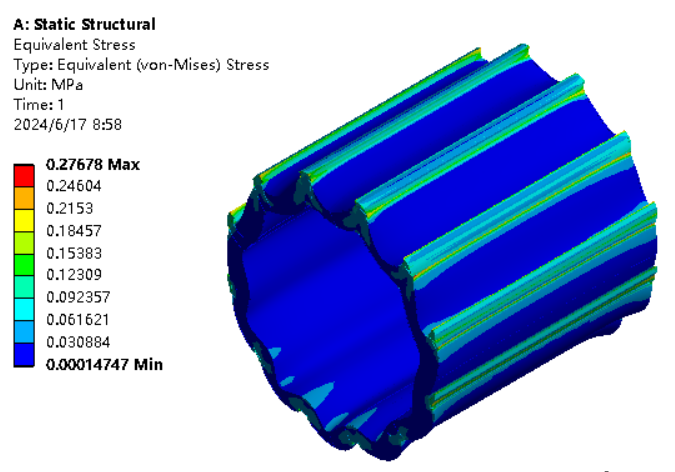 A: Static Structural
Equivalent Stress
Type: Equivalent (von-Mises) Stress
Unit: MPa
Time: 1
2024/6/17 8:58
0.27678 Max
0.24604
0.2153
0.18457
0.15383
0.12309
0.092357
0.061621
0.030884
0.00014747 Min